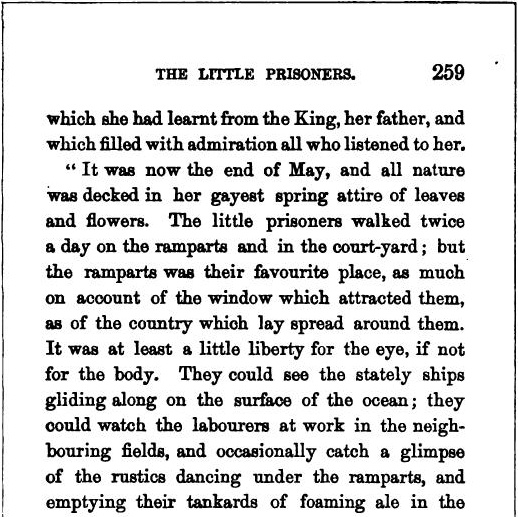 THE LITTLE PRISONERS. 259
which she had learnt from the King, her father, and
which filled with admiration all who listened to her.
“ It was now the end of May, and all nature
was decked in her gayest spring attire of leaves
and flowers. The little prisoners walked twice
a day on the ramparts and in the court-yard; but
the ramparts was their favourite place, as much
on account of the window which attracted them,
as of the country which lay spread around them.
It was at least a little liberty for the eye, if not
for the body. They could see the stately ships
gliding along on the surface of the ocean; they
could watch the labourers at work in the neigh-
bouring fields, and occasionally catch a glimpse
of the rustics dancing under the ramparts, and
emptying their tankards of foaming ale in the